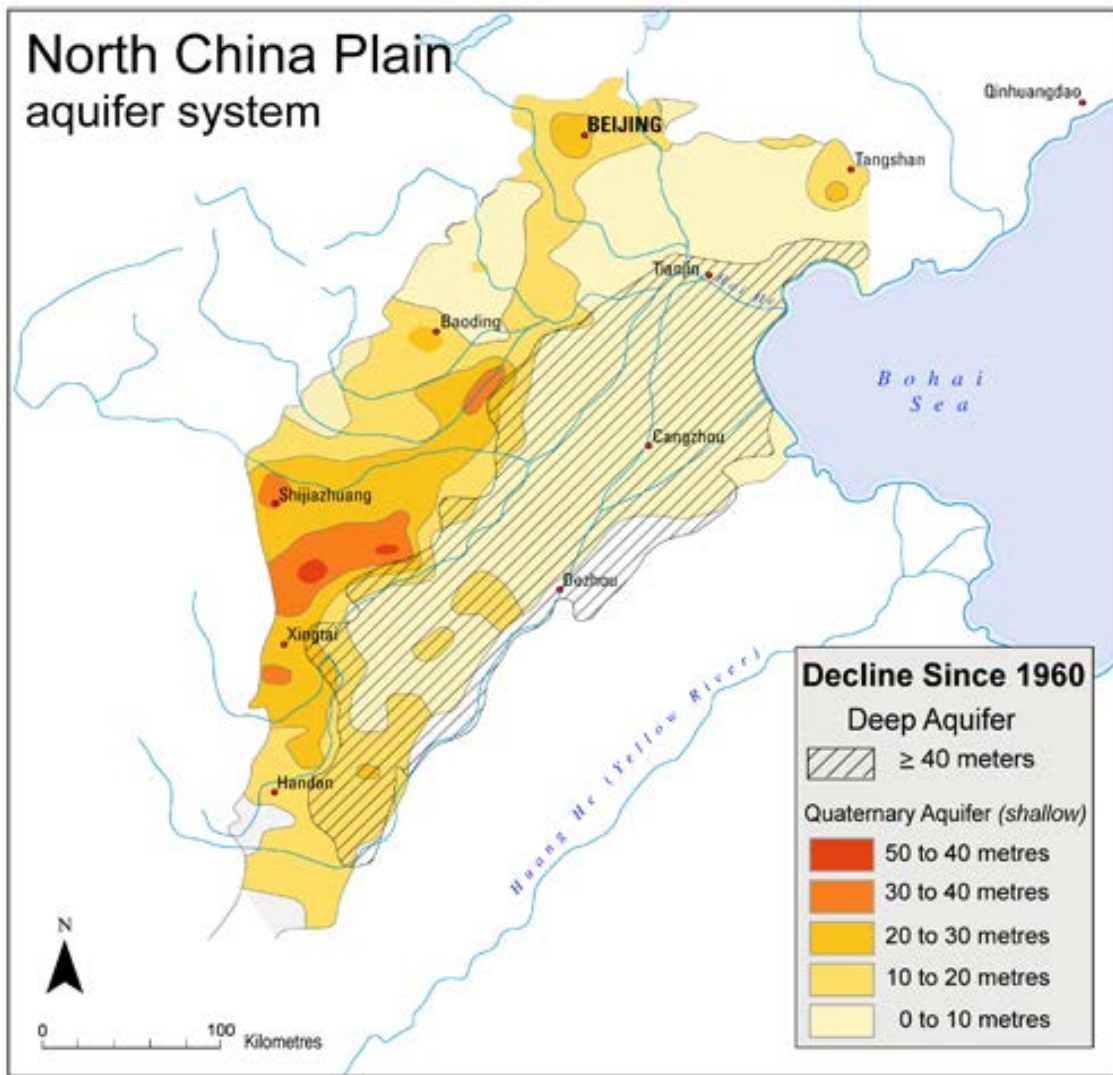 North China Plain
aquifer system
Qinhuangdao
BEIJING
Tangshan
Tianjin
Hai He
Baoding
Bohai
Sea
Cangzhou
Shijiazhuang
Dezhou
Xingtai
Huang He (Yellow River)
Handan
Decline Since 1960
Deep Aquifer
≥ 40 meters
Quaternary Aquifer (shallow)
50 to 40 metres
30 to 40 metres
20 to 30 metres
10 to 20 metres
0 to 10 metres
N
0 100 Kilometres